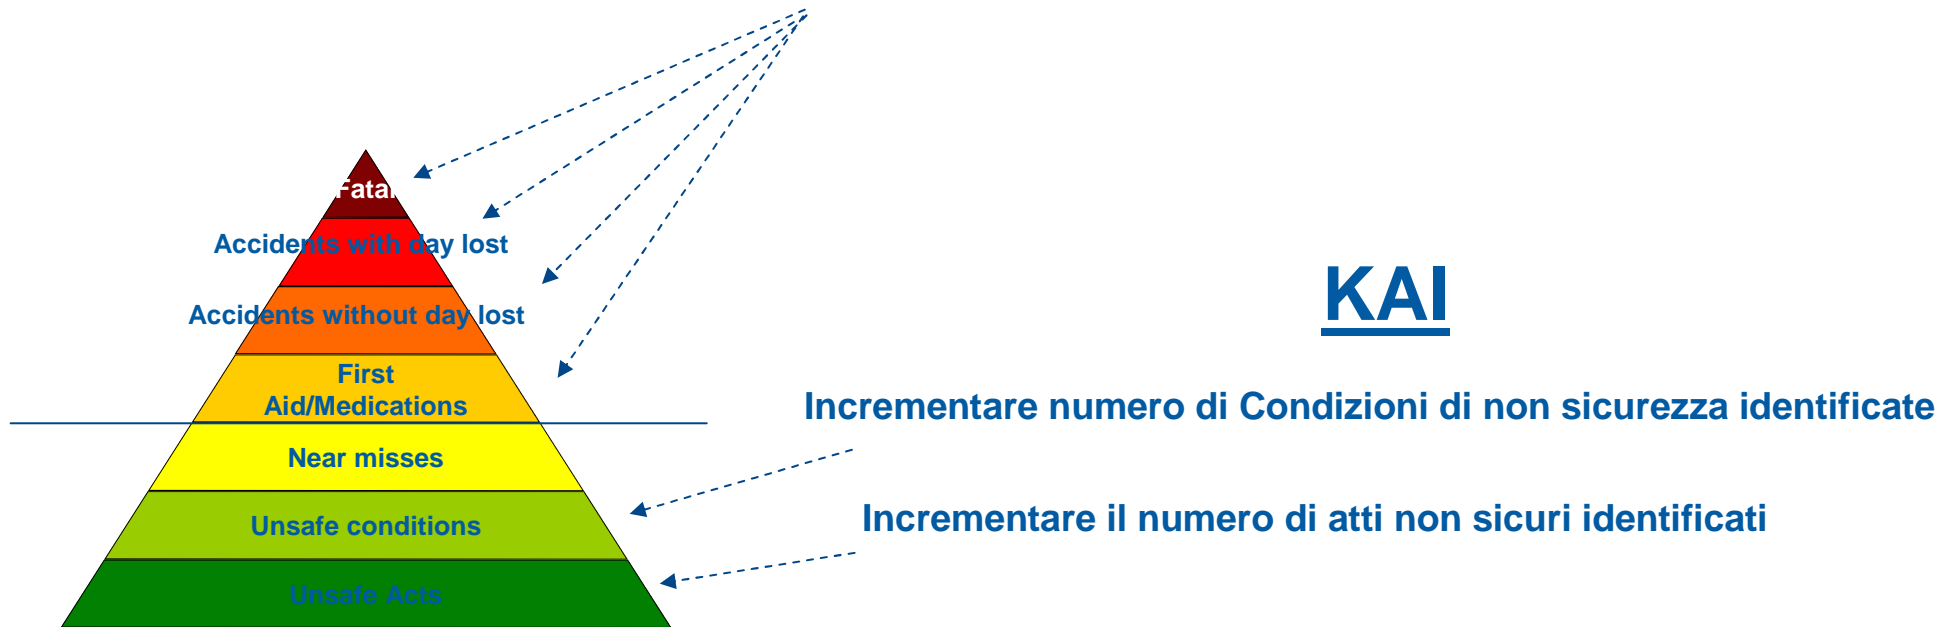 Fatal
Accidents with day lost
Accidents without day lost
First
Aid/Medications
Near misses
Unsafe conditions
Unsafe Acts
KAI
Incrementare numero di Condizioni di non sicurezza identificate
Incrementare il numero di atti non sicuri identificati